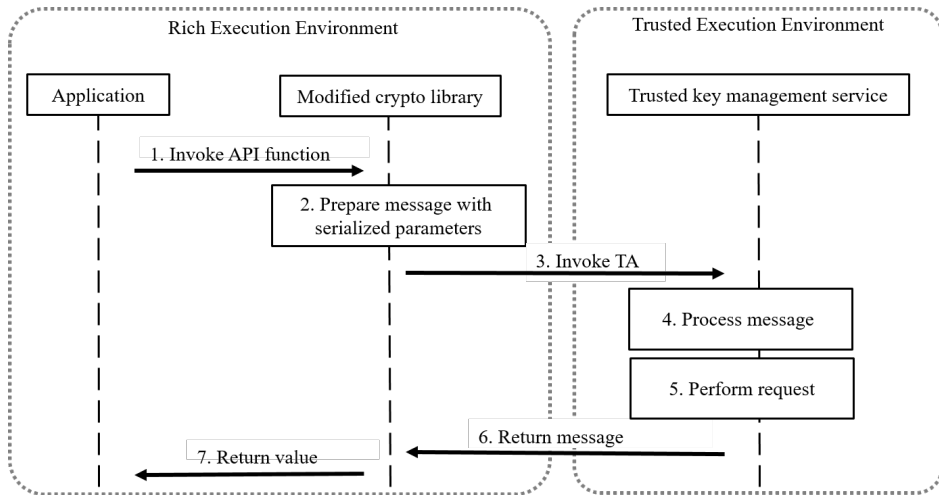 Rich Execution Environment
Trusted Execution Environment
Application
Modified crypto library
Trusted key management service
1. Invoke API function
2. Prepare message with
serialized parameters
3. Invoke TA
4. Process message
5. Perform request
6. Return message
7. Return value